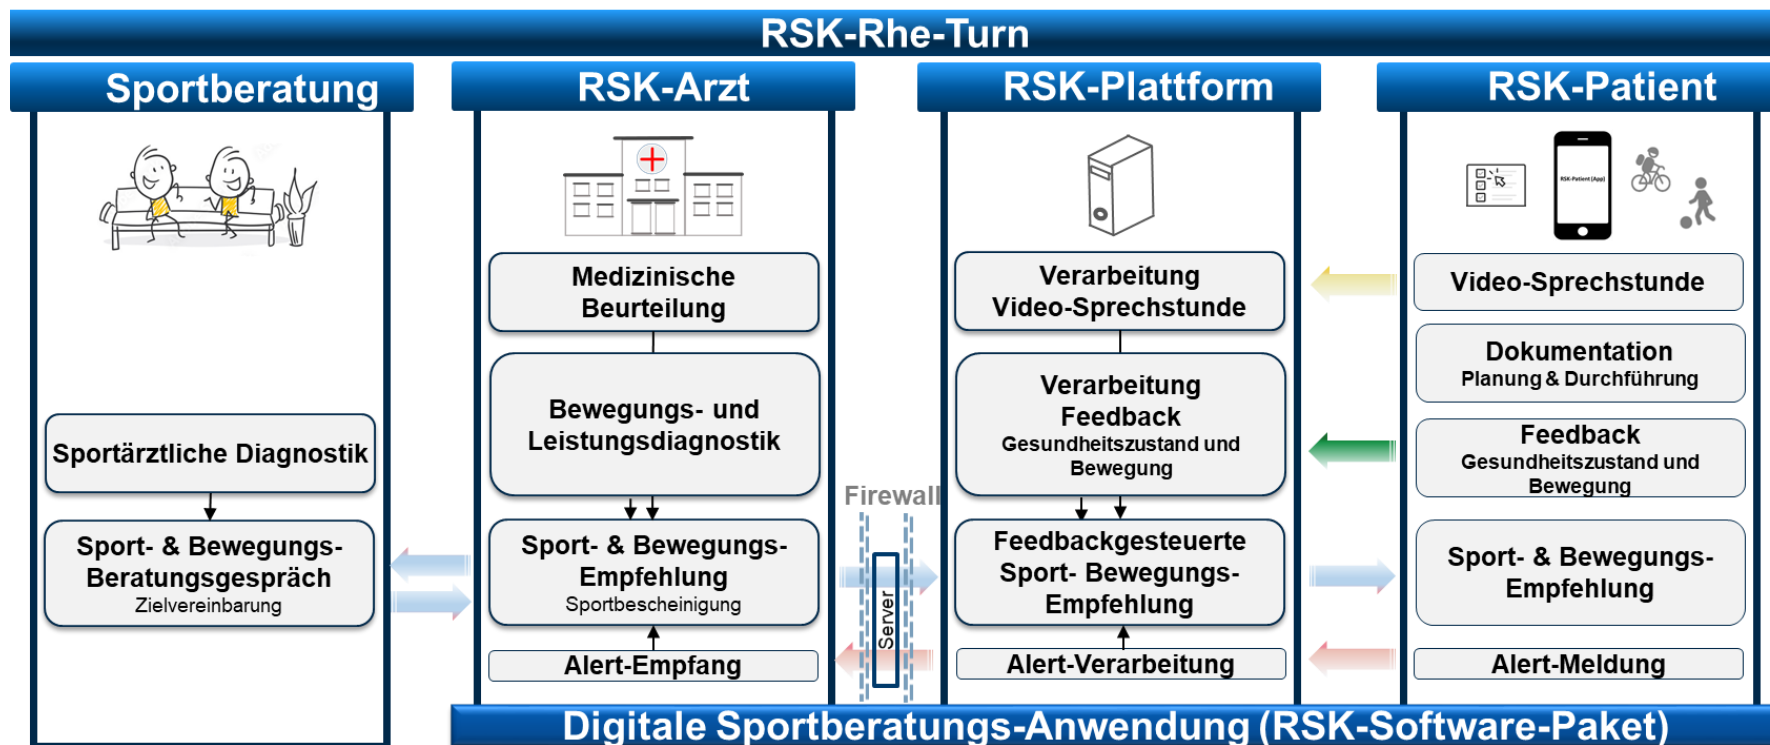 RSK-Rhe-Turn
Sportberatung
RSK-Arzt
RSK-Plattform
RSK-Patient
RSK-Patient (App)
Sportärztliche Diagnostik
Sport- & Bewegungs-
Beratungsgespräch
Zielvereinbarung
Medizinische
Beurteilung
Bewegungs- und
Leistungsdiagnostik
Sport- & Bewegungs-
Empfehlung
Sportbescheinigung
Alert-Empfang
Firewall
Server
Verarbeitung
Video-Sprechstunde
Verarbeitung
Feedback
Gesundheitszustand und
Bewegung
Feedbackgesteuerte
Sport- Bewegungs-
Empfehlung
Alert-Verarbeitung
Video-Sprechstunde
Dokumentation
Planung & Durchführung
Feedback
Gesundheitszustand und
Bewegung
Sport- & Bewegungs-
Empfehlung
Alert-Meldung
Digitale Sportberatungs-Anwendung (RSK-Software-Paket)